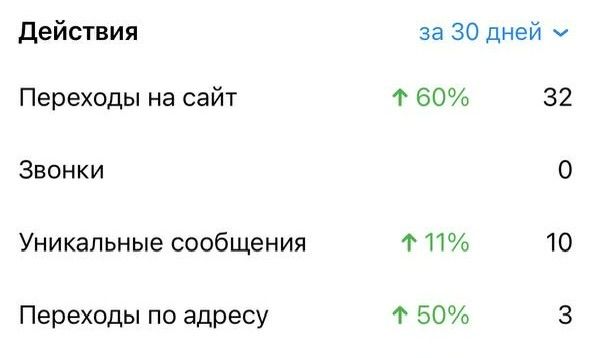 Действия за 30 дней
Переходы на сайт ↑ 60% 32
Звонки 0
Уникальные сообщения ↑ 11% 10
Переходы по адресу ↑ 50% 3